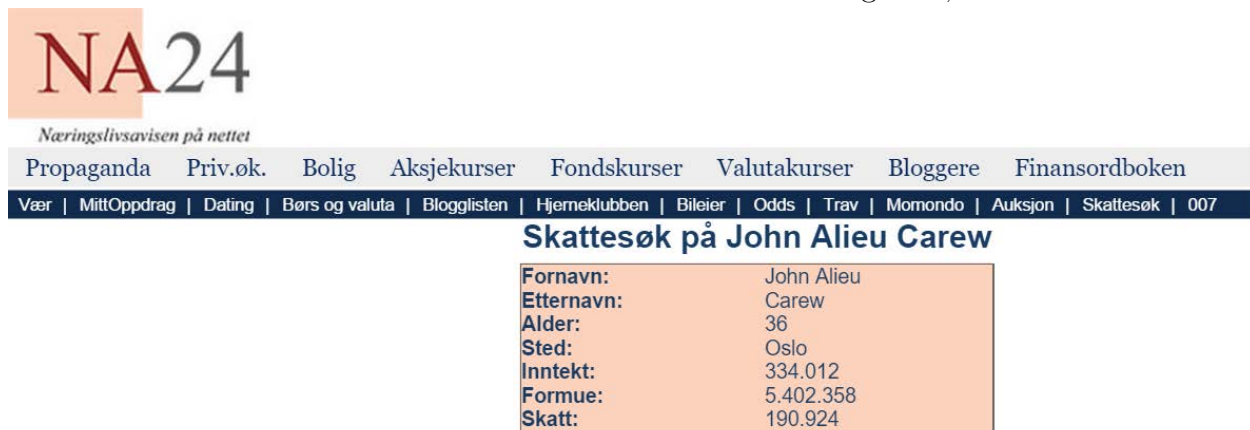 NA24
Næringslivsavisen på nettet
Propaganda Priv.øk. Bolig Aksjekurser Fondskurser Valutakurser Bloggere Finansordboken
Vær | MittOppdrag | Dating | Børs og valuta | Blogglisten | Hjerneklubben | Bileier | Odds | Trav | Momondo | Auksjon | Skattesøk | 007
Skattesøk på John Alieu Carew
Fornavn: John Alieu
Etternavn: Carew
Alder: 36
Sted: Oslo
Inntekt: 334.012
Formue: 5.402.358
Skatt: 190.924